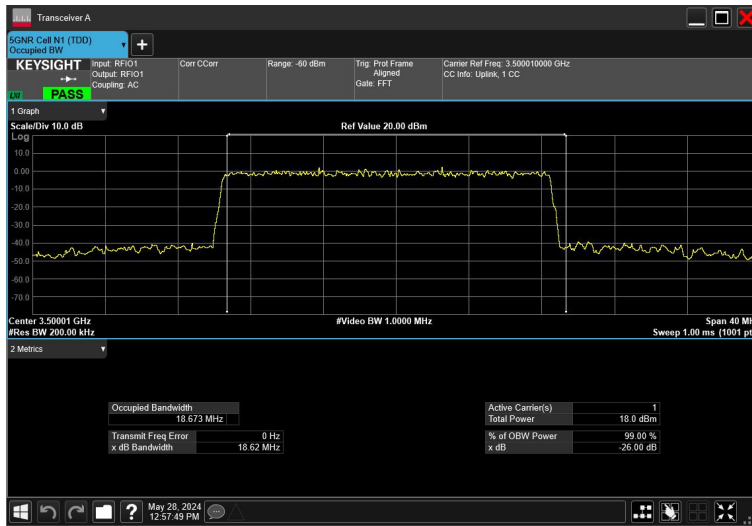 Transceiver A
5GNR Cell N1 (TDD)
Occupied BW
KEYSIGHT
LXI
PASS
Input: RFIO1
Output: RFIO1
Coupling: AC
Corr CCorr
Range: -60 dBm
Trig: Prot Frame
Aligned
Gate: FFT
Carrier Ref Freq: 3.500010000 GHz
CC Info: Uplink, 1 CC
1 Graph
Scale/Div 10.0 dB
Ref Value 20.00 dBm
Log
10.0
0.00
-10.0
-20.0
-30.0
-40.0
-50.0
-60.0
-70.0
Center 3.50001 GHz
#Video BW 1.0000 MHz
Span 40 MH
#Res BW 200.00 kHz
Sweep 1.00 ms (1001 pt
2 Metrics
Occupied Bandwidth
18.673 MHz
Transmit Freq Error 0 Hz
x dB Bandwidth 18.62 MHz
Active Carrier(s) 1
Total Power 18.0 dBm
% of OBW Power 99.00 %
x dB -26.00 dB
?
May 28, 2024
12:57:49 PM